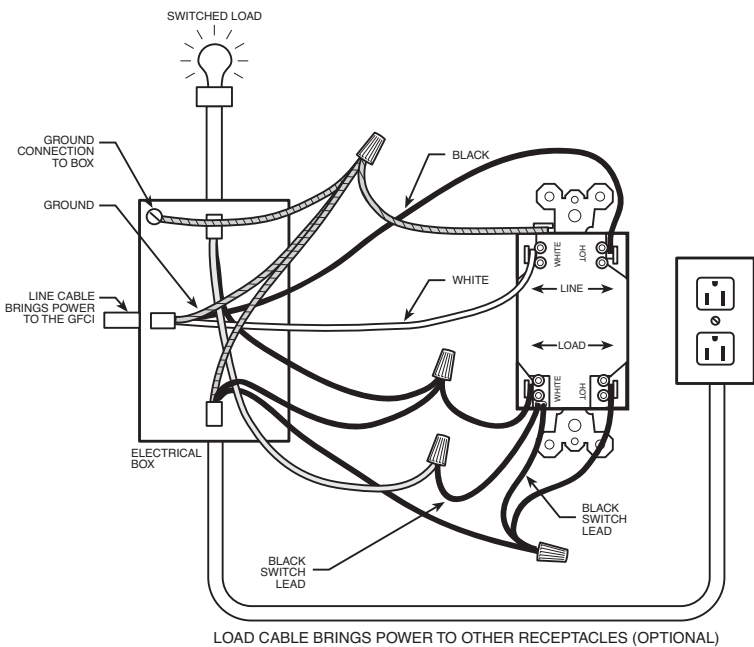 SWITCHED LOAD
GROUND
CONNECTION
TO BOX
BLACK
GROUND
WHITE
HOT
LINE
WHITE
LINE CABLE
BRINGS POWER
TO THE GFCI
LOAD
WHITE
HOT
ELECTRICAL
BOX
BLACK
SWITCH
LEAD
BLACK
SWITCH
LEAD
LOAD CABLE BRINGS POWER TO OTHER RECEPTACLES (OPTIONAL)